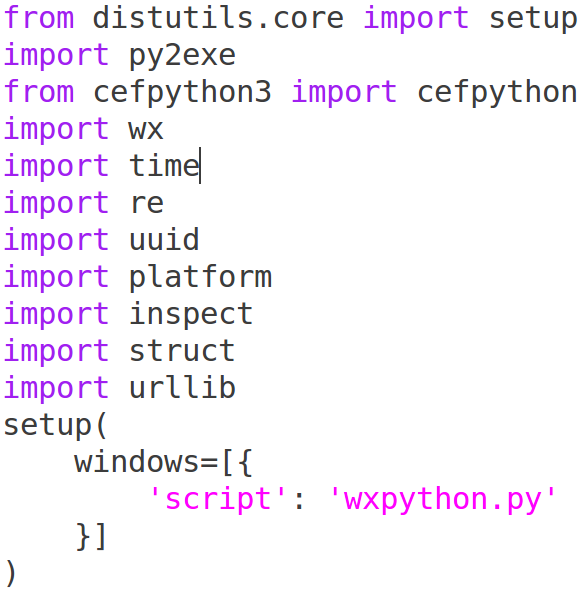 from distutils.core import setup
import py2exe
from cefpython3 import cefpython
import wx
import time
import re
import uuid
import platform
import inspect
import struct
import urllib
setup(
    windows=[{
        'script': 'wxpython.py'
    }]
)